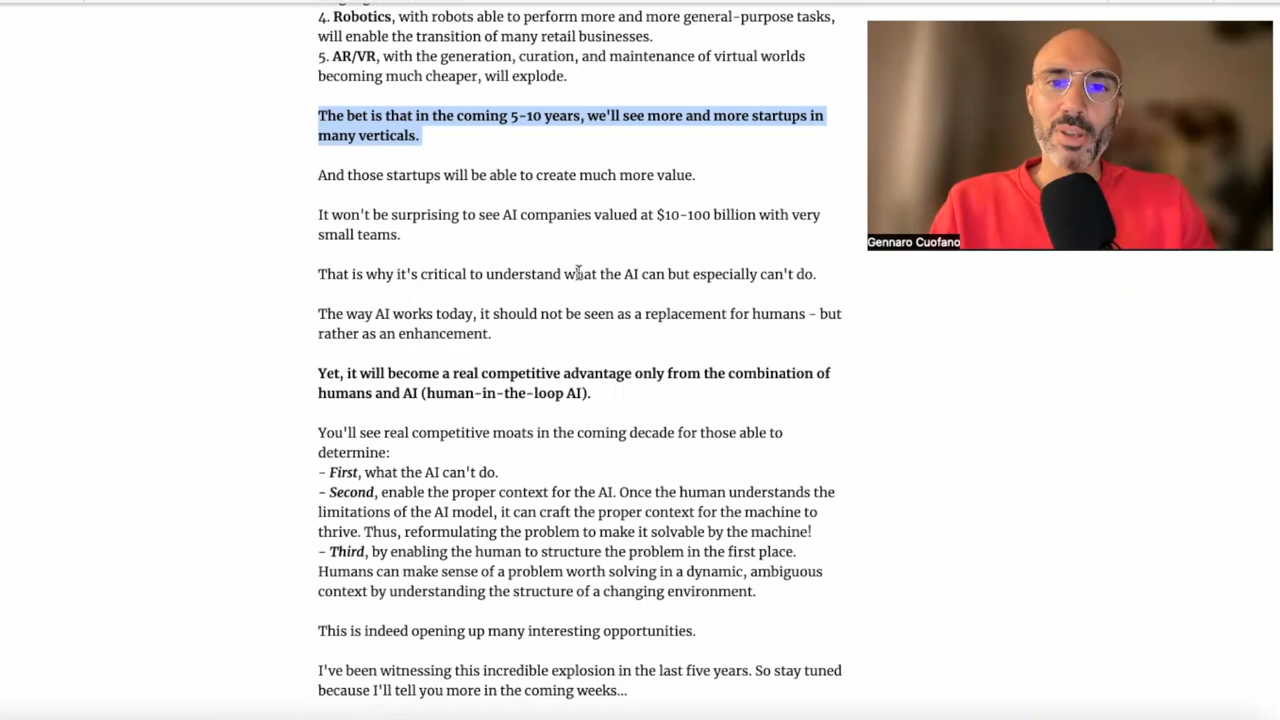 4. Robotics, with robots able to perform more and more general-purpose tasks,
will enable the transition of many retail businesses.
5. AR/VR, with the generation, curation, and maintenance of virtual worlds
becoming much cheaper, will explode.
The bet is that in the coming 5-10 years, we'll see more and more startups in
many verticals.
And those startups will be able to create much more value.
It won't be surprising to see AI companies valued at $10-100 billion with very
small teams.
That is why it's critical to understand what the AI can but especially can't do.
The way AI works today, it should not be seen as a replacement for humans - but
rather as an enhancement.
Yet, it will become a real competitive advantage only from the combination of
humans and AI (human-in-the-loop AI).
You'll see real competitive moats in the coming decade for those able to
determine:
- First, what the AI can't do.
- Second, enable the proper context for the AI. Once the human understands the
limitations of the AI model, it can craft the proper context for the machine to
thrive. Thus, reformulating the problem to make it solvable by the machine!
- Third, by enabling the human to structure the problem in the first place.
Humans can make sense of a problem worth solving in a dynamic, ambiguous
context by understanding the structure of a changing environment.
This is indeed opening up many interesting opportunities.
I've been witnessing this incredible explosion in the last five years. So stay tuned
because I'll tell you more in the coming weeks...
Gennaro Cuofano